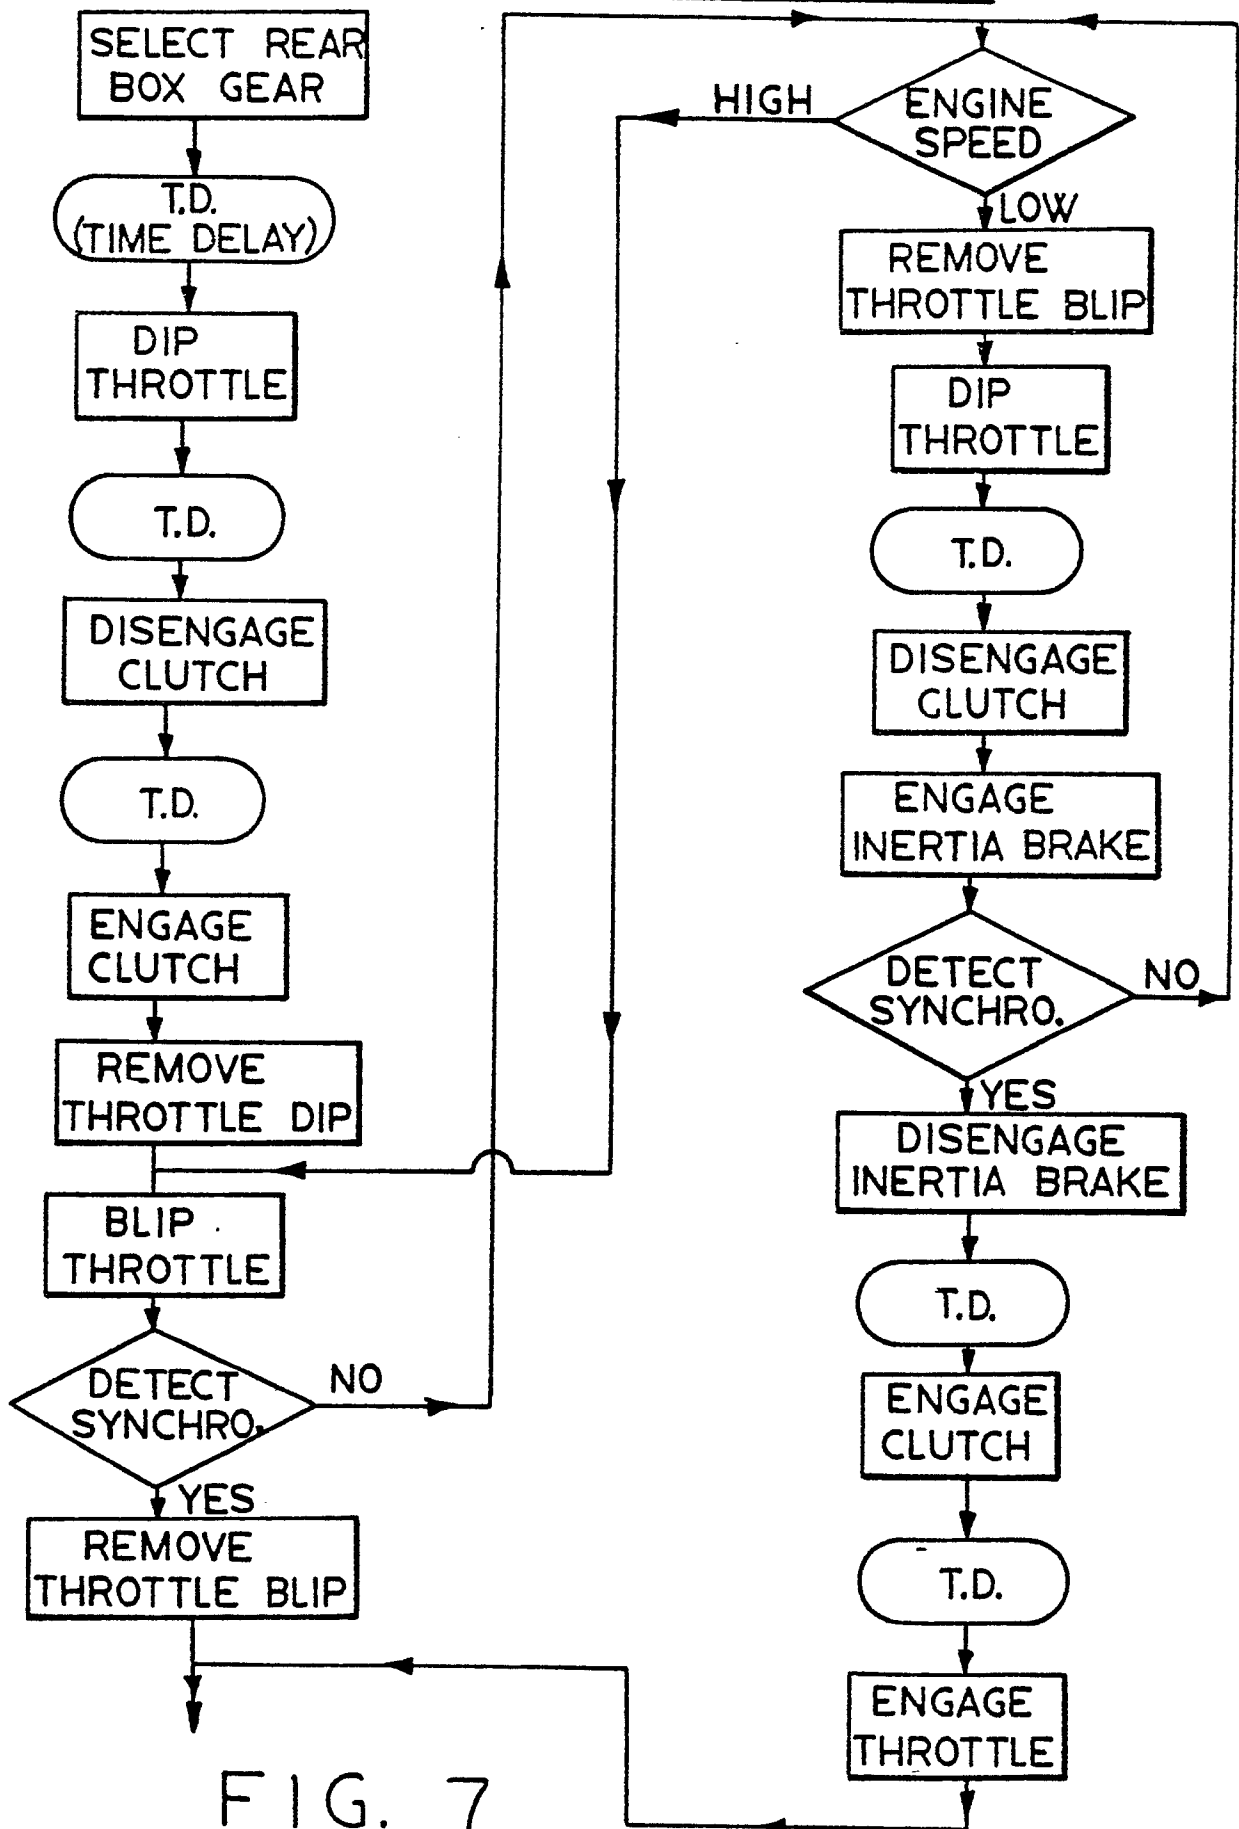 SELECT REAR
BOX GEAR
T.D.
(TIME DELAY)
DIP
THROTTLE
T.D.
DISENGAGE
CLUTCH
T.D.
ENGAGE
CLUTCH
REMOVE
THROTTLE DIP
BLIP
THROTTLE
DETECT
SYNCHRO.
NO
YES
REMOVE
THROTTLE BLIP
HIGH
ENGINE
SPEED
LOW
REMOVE
THROTTLE BLIP
DIP
THROTTLE
T.D.
DISENGAGE
CLUTCH
ENGAGE
INERTIA BRAKE
DETECT
SYNCHRO.
NO
YES
DISENGAGE
INERTIA BRAKE
T.D.
ENGAGE
CLUTCH
T.D.
ENGAGE
THROTTLE
FIG. 7